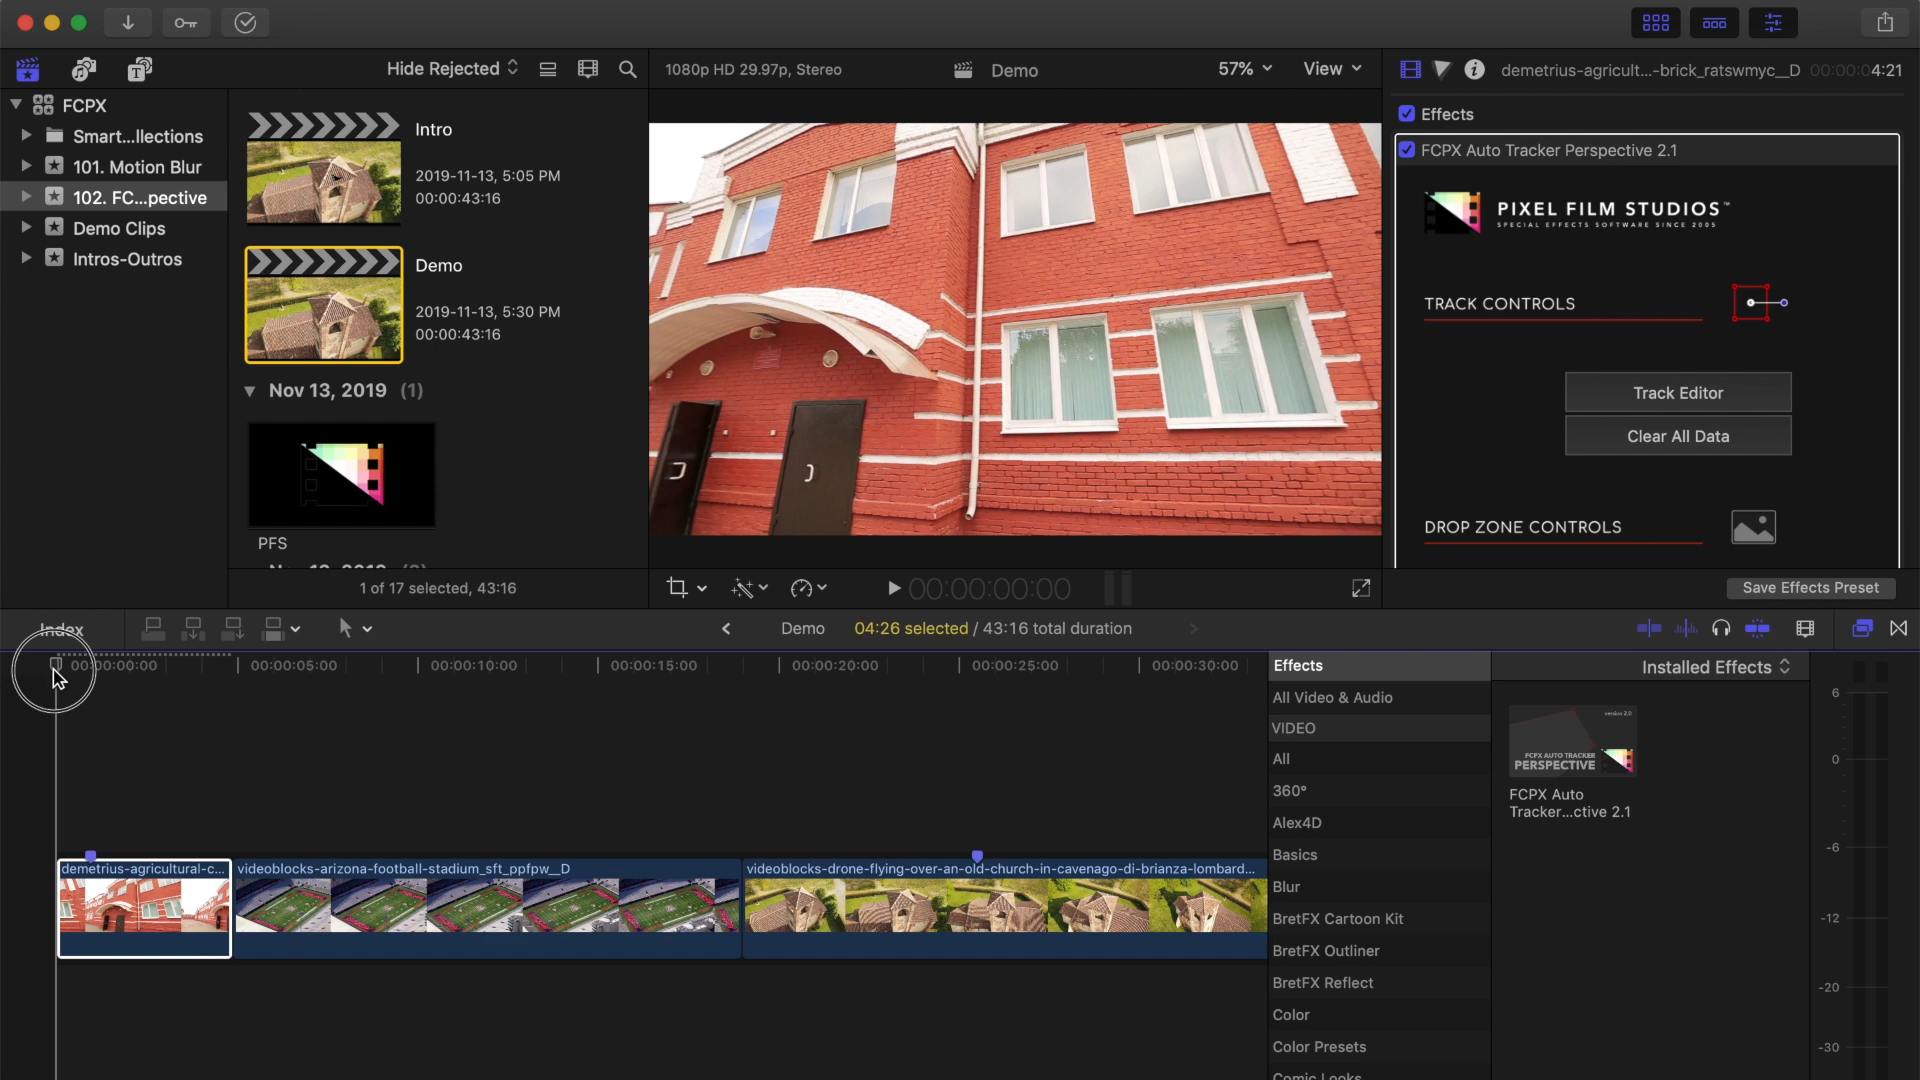 Hide Rejected
1080p HD 29.97p, Stereo
Demo
57%
View
demetrius-agricult...-brick_ratswmyc__D
00:00:04:21
FCPX
Smart...llections
101. Motion Blur
102. FC...pective
Demo Clips
Intros-Outros
Intro
2019-11-13, 5:05 PM
00:00:43:16
Demo
2019-11-13, 5:30 PM
00:00:43:16
Nov 13, 2019 (1)
PFS
1 of 17 selected, 43:16
00:00:00:00
Effects
FCPX Auto Tracker Perspective 2.1
PIXEL FILM STUDIOS™
SPECIAL EFFECTS SOFTWARE SINCE 2005
TRACK CONTROLS
Track Editor
Clear All Data
DROP ZONE CONTROLS
Save Effects Preset
Index
Demo
04:26 selected / 43:16 total duration
00:00:00:00
00:00:05:00
00:00:10:00
00:00:15:00
00:00:20:00
00:00:25:00
00:00:30:00
demetrius-agricultural-c...
videoblocks-arizona-football-stadium_sft_ppfpw__D
videoblocks-drone-flying-over-an-old-church-in-cavenago-di-brianza-lombard...
Effects
All Video & Audio
VIDEO
All
360°
Alex4D
Basics
Blur
BretFX Cartoon Kit
BretFX Outliner
BretFX Reflect
Color
Color Presets
Comic Looks
Installed Effects
version 2.0
FCPX AUTO TRACKER
PERSPECTIVE
FCPX Auto
Tracker...ctive 2.1
6
0
-6
-12
-20
-30